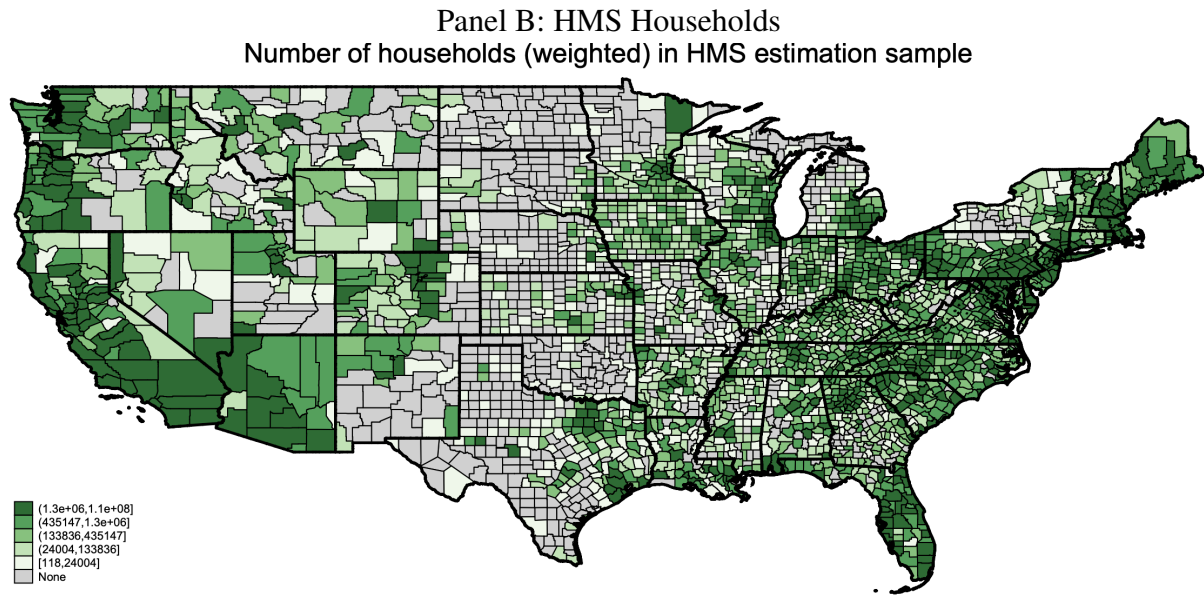 Panel B: HMS Households
Number of households (weighted) in HMS estimation sample
(1.3e+06,1.1e+08]
(435147,1.3e+06]
(133836,435147]
(24004,133836]
[118,24004]
None